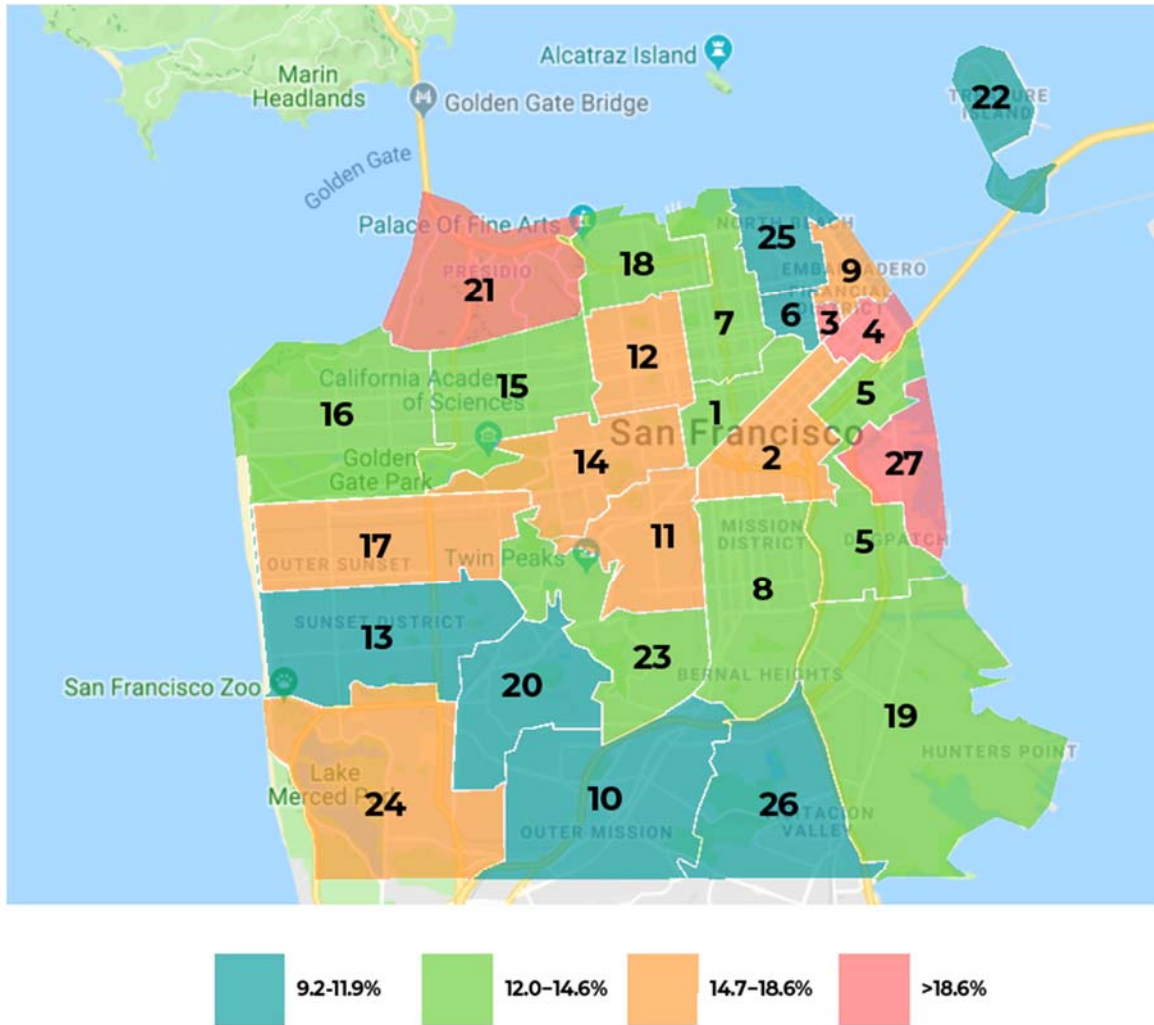 Alcatraz Island
Marin
Headlands
Golden Gate Bridge
22
TREASURE
ISLAND
Golden Gate
Palace Of Fine Arts
NORTH BEACH
25
18
EMBARCADERO
9
PRESIDIO
21
FINANCIAL
DISTRICT
6
3
4
7
12
California Academy
of Sciences
15
16
5
1
San Francisco
Golden
Gate Park
14
2
27
MISSION
DISTRICT
11
17
OUTER SUNSET
Twin Peaks
5
DOGPATCH
8
SUNSET DISTRICT
13
23
BERNAL HEIGHTS
San Francisco Zoo
20
19
HUNTERS POINT
Lake
Merced Park
24
10
OUTER MISSION
26
VISITACION
VALLEY
9.2-11.9%
12.0–14.6%
14.7–18.6%
>18.6%